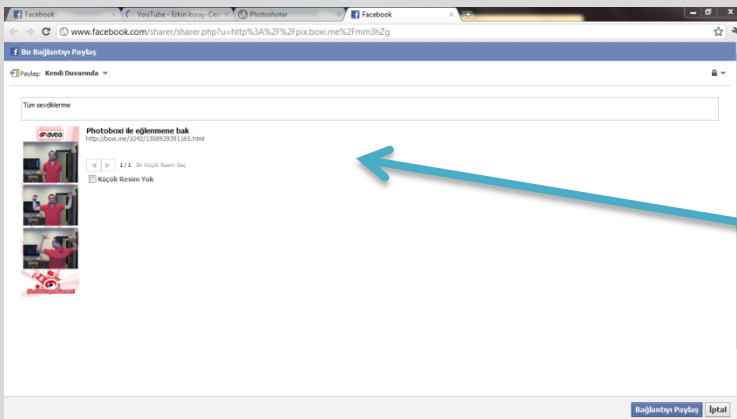 Facebook
YouTube - Erkin koray- Cen
Photoshoter
Facebook
www.facebook.com/sharer/sharer.php?u=http%3A%2F%2Fpix.boxi.me%2Fmm3hZg
Bu Bağlantıyı Paylaş
Paylaş: Kendi Duvarında
Tüm sevdiklerime
avea
Photoboxi ile eğlenmene bak
http://boxi.me/1042/1308929391165.html
1/1 Bir Küçük Resim Seç
Küçük Resim Yok
Bağlantıyı Paylaş
İptal